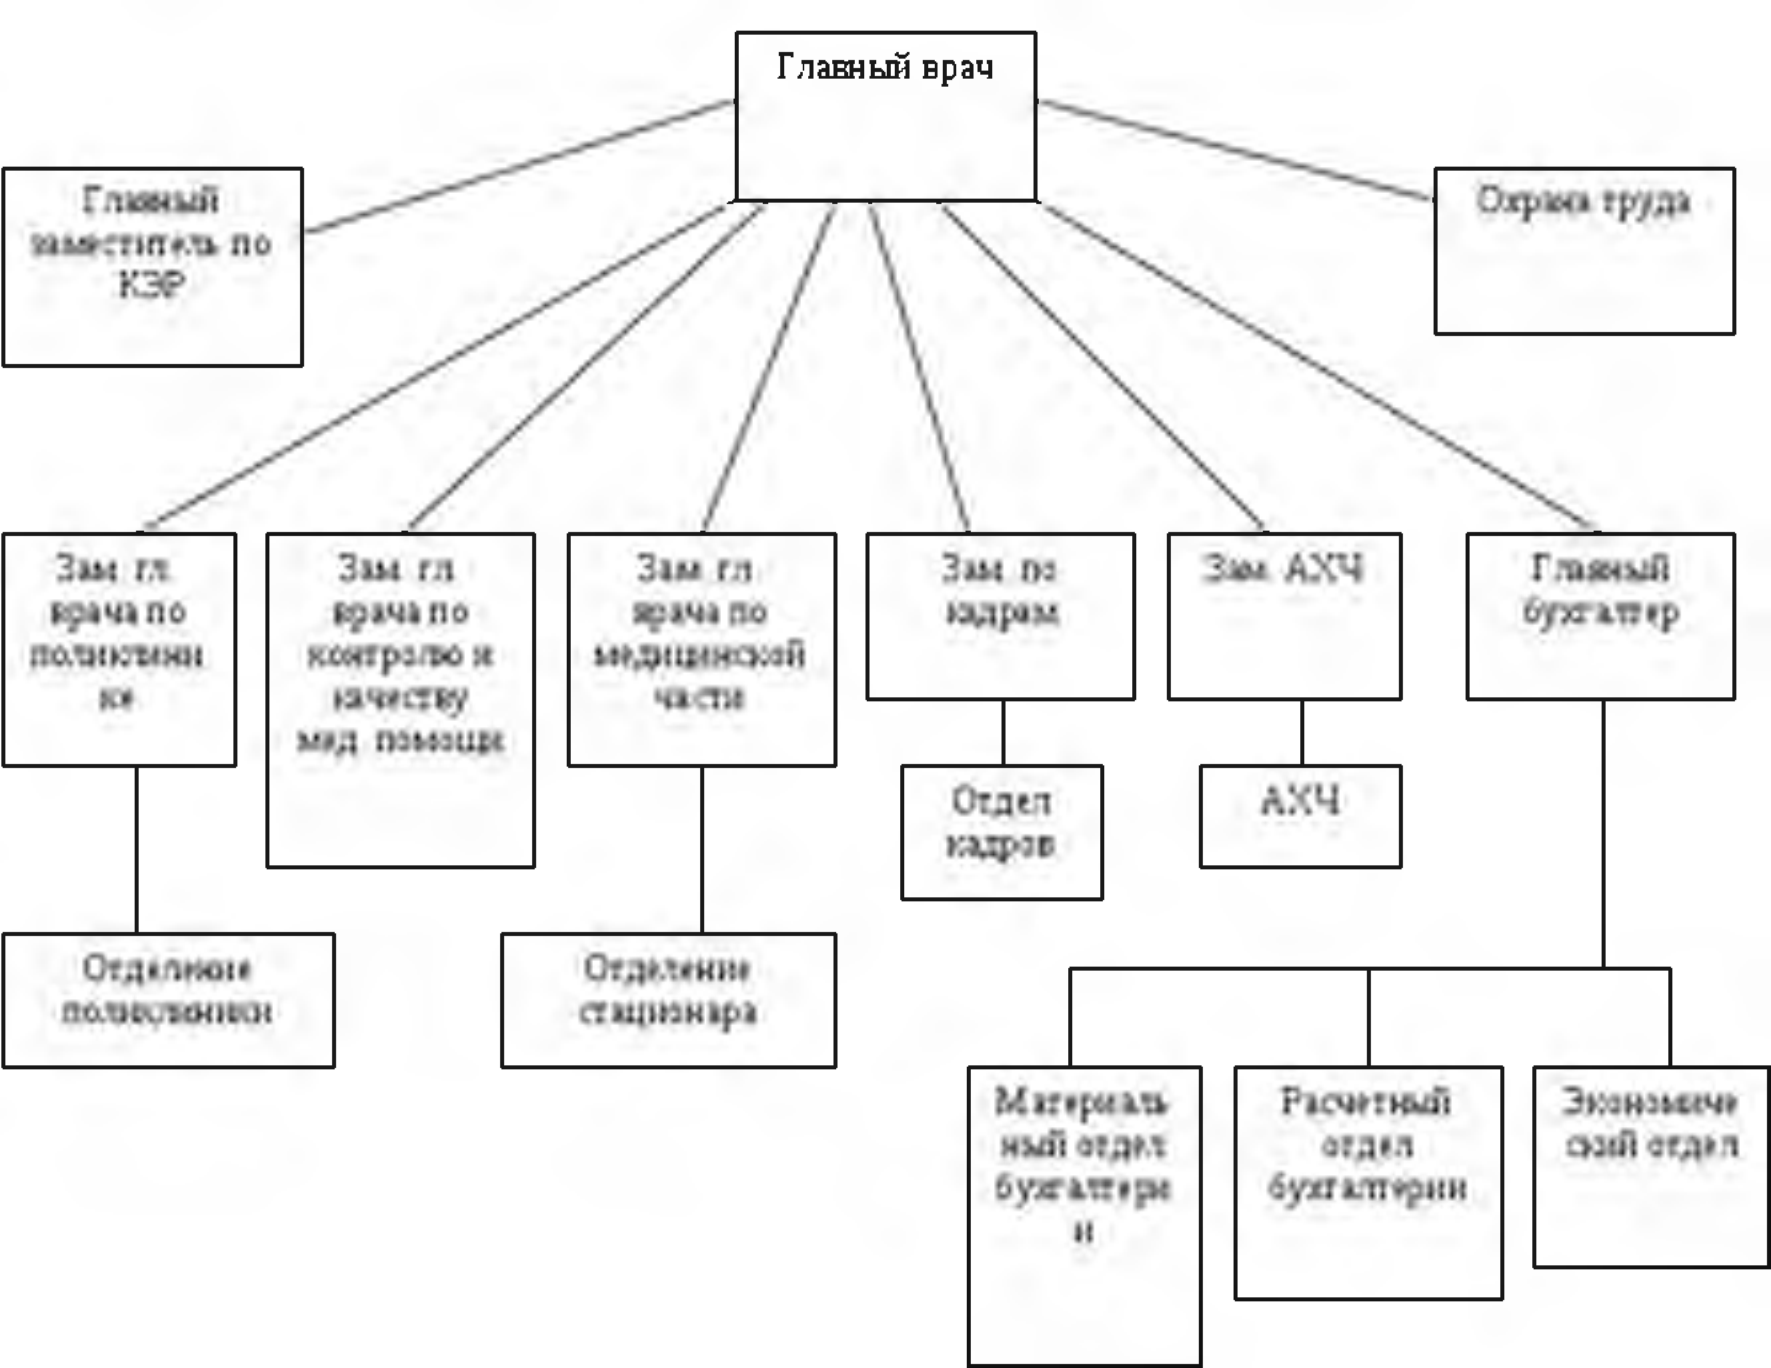 Главный врач
Главный
заместитель по
КЭР
Охрана труда
Зам гл
врача по
поликлини
ке
Зам гл
врача по
контролю и
качеству
мед помощи
Зам гл
врача по
медицинской
части
Зам по
кадрам
Зам АХЧ
Главный
бухгалтер
Отдел
кадров
АХЧ
Отделение
поликлиники
Отделение
стационара
Материаль
ный отдел
бухгалтери
и
Расчетный
отдел
бухгалтерии
Экономиче
ский отдел